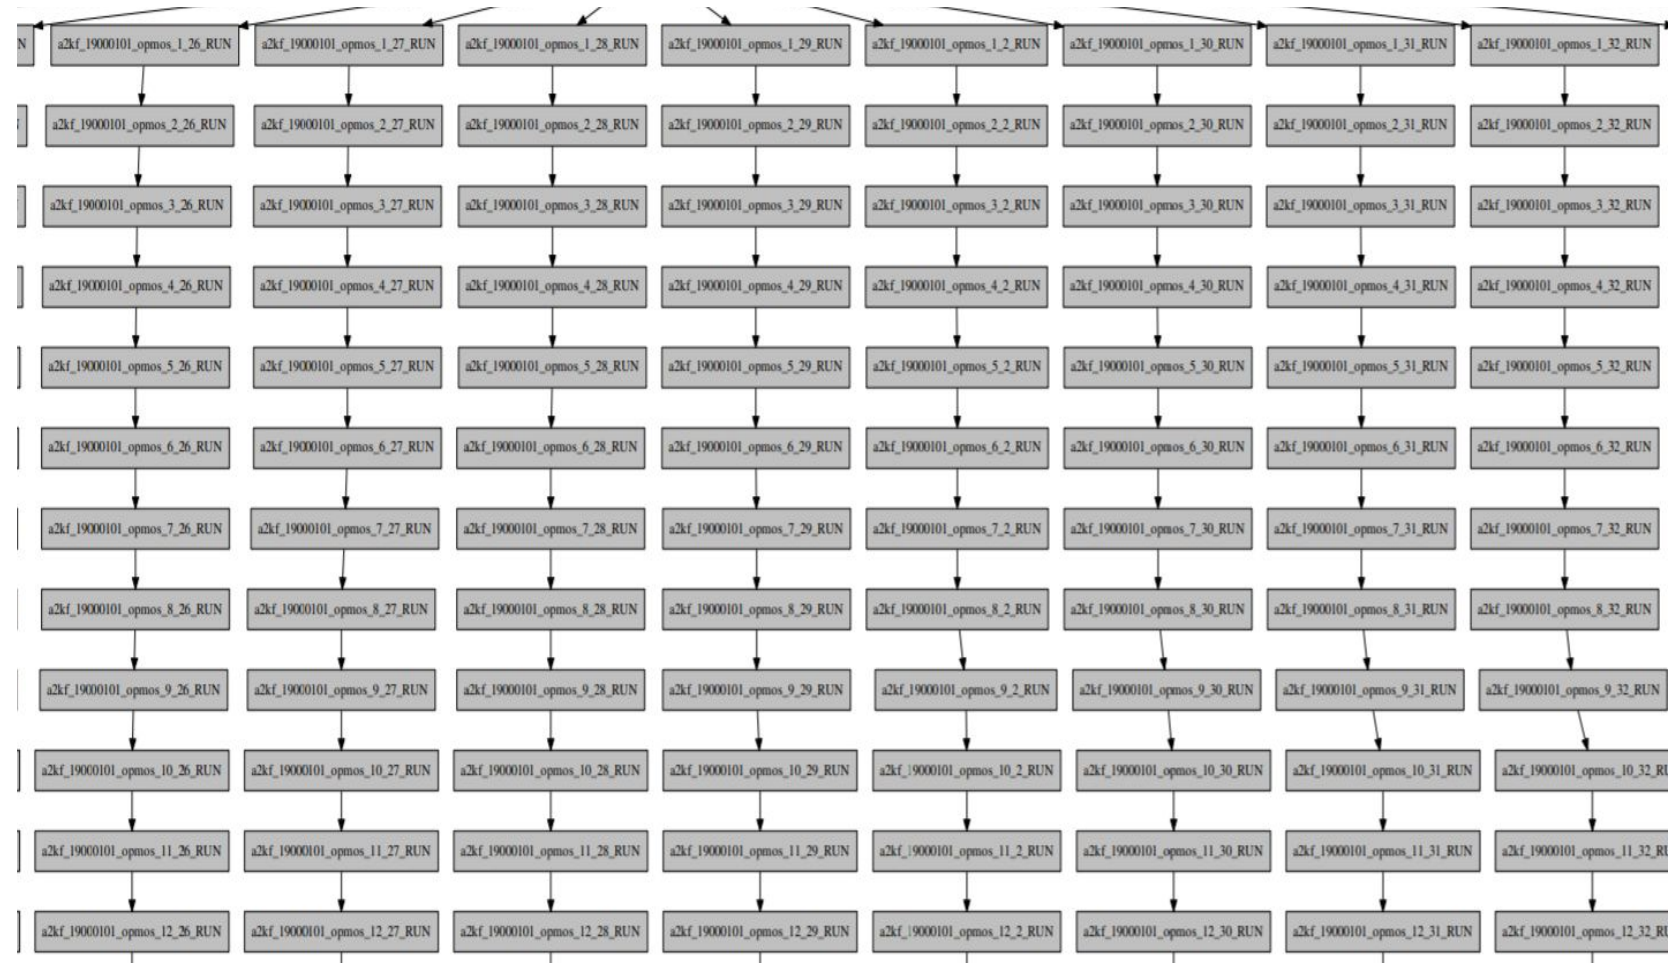 N a2kf_19000101_opmos_1_26_RUN a2kf_19000101_opmos_1_27_RUN a2kf_19000101_opmos_1_28_RUN a2kf_19000101_opmos_1_29_RUN a2kf_19000101_opmos_1_2_RUN a2kf_19000101_opmos_1_30_RUN a2kf_19000101_opmos_1_31_RUN a2kf_19000101_opmos_1_32_RUN
a2kf_19000101_opmos_2_26_RUN a2kf_19000101_opmos_2_27_RUN a2kf_19000101_opmos_2_28_RUN a2kf_19000101_opmos_2_29_RUN a2kf_19000101_opmos_2_2_RUN a2kf_19000101_opmos_2_30_RUN a2kf_19000101_opmos_2_31_RUN a2kf_19000101_opmos_2_32_RUN
a2kf_19000101_opmos_3_26_RUN a2kf_19000101_opmos_3_27_RUN a2kf_19000101_opmos_3_28_RUN a2kf_19000101_opmos_3_29_RUN a2kf_19000101_opmos_3_2_RUN a2kf_19000101_opmos_3_30_RUN a2kf_19000101_opmos_3_31_RUN a2kf_19000101_opmos_3_32_RUN
a2kf_19000101_opmos_4_26_RUN a2kf_19000101_opmos_4_27_RUN a2kf_19000101_opmos_4_28_RUN a2kf_19000101_opmos_4_29_RUN a2kf_19000101_opmos_4_2_RUN a2kf_19000101_opmos_4_30_RUN a2kf_19000101_opmos_4_31_RUN a2kf_19000101_opmos_4_32_RUN
a2kf_19000101_opmos_5_26_RUN a2kf_19000101_opmos_5_27_RUN a2kf_19000101_opmos_5_28_RUN a2kf_19000101_opmos_5_29_RUN a2kf_19000101_opmos_5_2_RUN a2kf_19000101_opmos_5_30_RUN a2kf_19000101_opmos_5_31_RUN a2kf_19000101_opmos_5_32_RUN
a2kf_19000101_opmos_6_26_RUN a2kf_19000101_opmos_6_27_RUN a2kf_19000101_opmos_6_28_RUN a2kf_19000101_opmos_6_29_RUN a2kf_19000101_opmos_6_2_RUN a2kf_19000101_opmos_6_30_RUN a2kf_19000101_opmos_6_31_RUN a2kf_19000101_opmos_6_32_RUN
a2kf_19000101_opmos_7_26_RUN a2kf_19000101_opmos_7_27_RUN a2kf_19000101_opmos_7_28_RUN a2kf_19000101_opmos_7_29_RUN a2kf_19000101_opmos_7_2_RUN a2kf_19000101_opmos_7_30_RUN a2kf_19000101_opmos_7_31_RUN a2kf_19000101_opmos_7_32_RUN
a2kf_19000101_opmos_8_26_RUN a2kf_19000101_opmos_8_27_RUN a2kf_19000101_opmos_8_28_RUN a2kf_19000101_opmos_8_29_RUN a2kf_19000101_opmos_8_2_RUN a2kf_19000101_opmos_8_30_RUN a2kf_19000101_opmos_8_31_RUN a2kf_19000101_opmos_8_32_RUN
a2kf_19000101_opmos_9_26_RUN a2kf_19000101_opmos_9_27_RUN a2kf_19000101_opmos_9_28_RUN a2kf_19000101_opmos_9_29_RUN a2kf_19000101_opmos_9_2_RUN a2kf_19000101_opmos_9_30_RUN a2kf_19000101_opmos_9_31_RUN a2kf_19000101_opmos_9_32_RUN
a2kf_19000101_opmos_10_26_RUN a2kf_19000101_opmos_10_27_RUN a2kf_19000101_opmos_10_28_RUN a2kf_19000101_opmos_10_29_RUN a2kf_19000101_opmos_10_2_RUN a2kf_19000101_opmos_10_30_RUN a2kf_19000101_opmos_10_31_RUN a2kf_19000101_opmos_10_32_RU
a2kf_19000101_opmos_11_26_RUN a2kf_19000101_opmos_11_27_RUN a2kf_19000101_opmos_11_28_RUN a2kf_19000101_opmos_11_29_RUN a2kf_19000101_opmos_11_2_RUN a2kf_19000101_opmos_11_30_RUN a2kf_19000101_opmos_11_31_RUN a2kf_19000101_opmos_11_32_RU
a2kf_19000101_opmos_12_26_RUN a2kf_19000101_opmos_12_27_RUN a2kf_19000101_opmos_12_28_RUN a2kf_19000101_opmos_12_29_RUN a2kf_19000101_opmos_12_2_RUN a2kf_19000101_opmos_12_30_RUN a2kf_19000101_opmos_12_31_RUN a2kf_19000101_opmos_12_32_RU